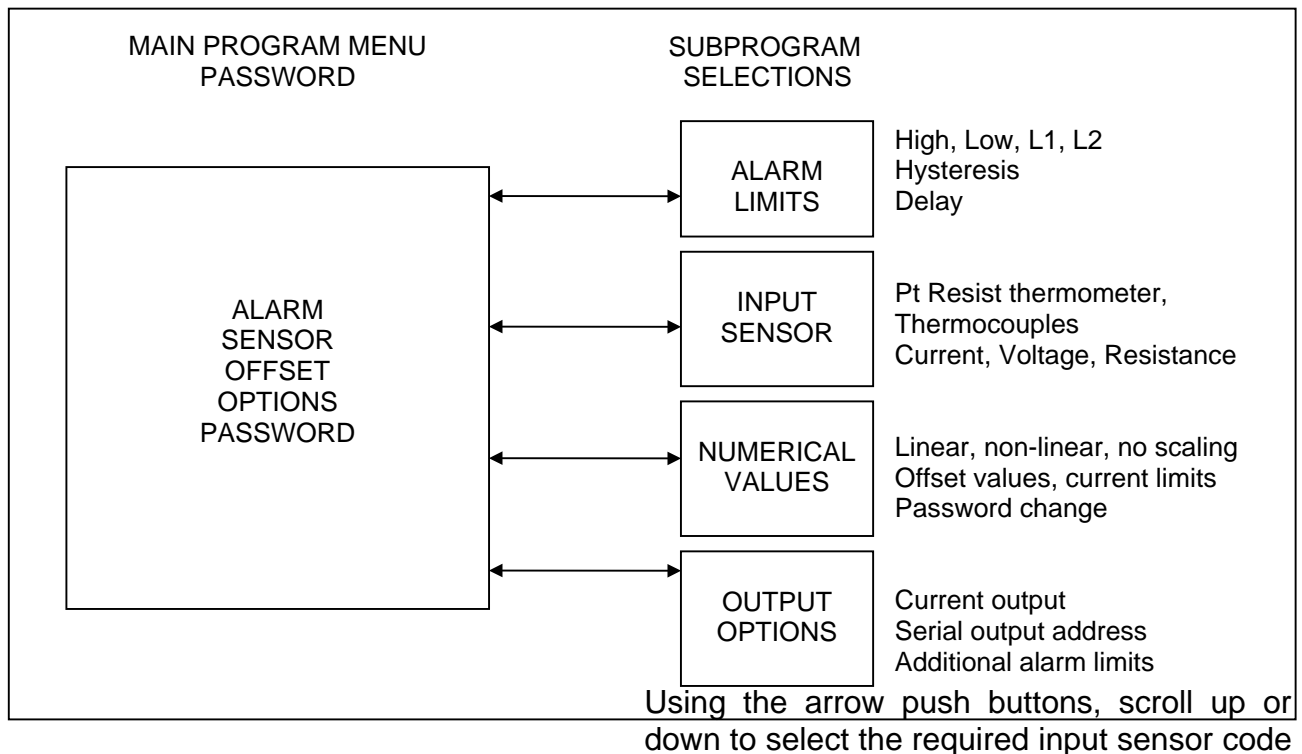 MAIN PROGRAM MENU
PASSWORD
SUBPROGRAM
SELECTIONS
ALARM
SENSOR
OFFSET
OPTIONS
PASSWORD
ALARM
LIMITS
High, Low, L1, L2
Hysteresis
Delay
INPUT
SENSOR
Pt Resist thermometer,
Thermocouples
Current, Voltage, Resistance
NUMERICAL
VALUES
Linear, non-linear, no scaling
Offset values, current limits
Password change
OUTPUT
OPTIONS
Current output
Serial output address
Additional alarm limits
Using the arrow push buttons, scroll up or
down to select the required input sensor code